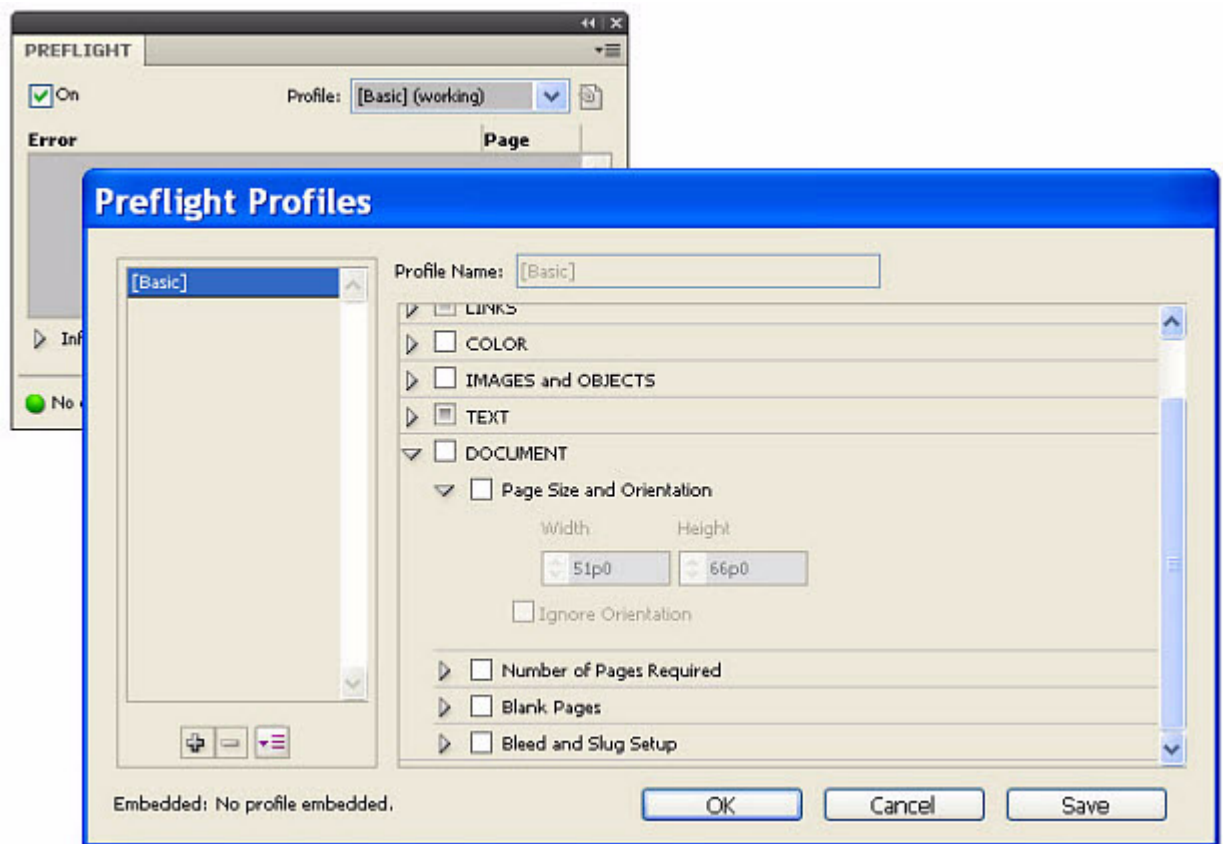 PREFLIGHT
On
Profile: [Basic] (working)
Error Page
Preflight Profiles
[Basic]
Profile Name: [Basic]
LINKS
COLOR
IMAGES and OBJECTS
TEXT
DOCUMENT
Page Size and Orientation
Width Height
51p0 66p0
Ignore Orientation
Number of Pages Required
Blank Pages
Bleed and Slug Setup
No
Embedded: No profile embedded.
OK Cancel Save